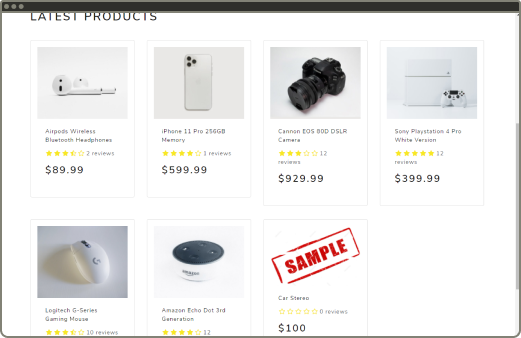 LATEST PRODUCTS
Airpods Wireless
Bluetooth Headphones
2 reviews
$89.99
iPhone 11 Pro 256GB
Memory
3 reviews
$599.99
Cannon EOS 80D DSLR
Camera
12
reviews
$929.99
Sony Playstation 4 Pro
White Version
12
reviews
$399.99
Logitech G-Series
Gaming Mouse
10 reviews
Amazon Echo Dot 3rd
Generation
12
SAMPLE
Car Stereo
0 reviews
$100